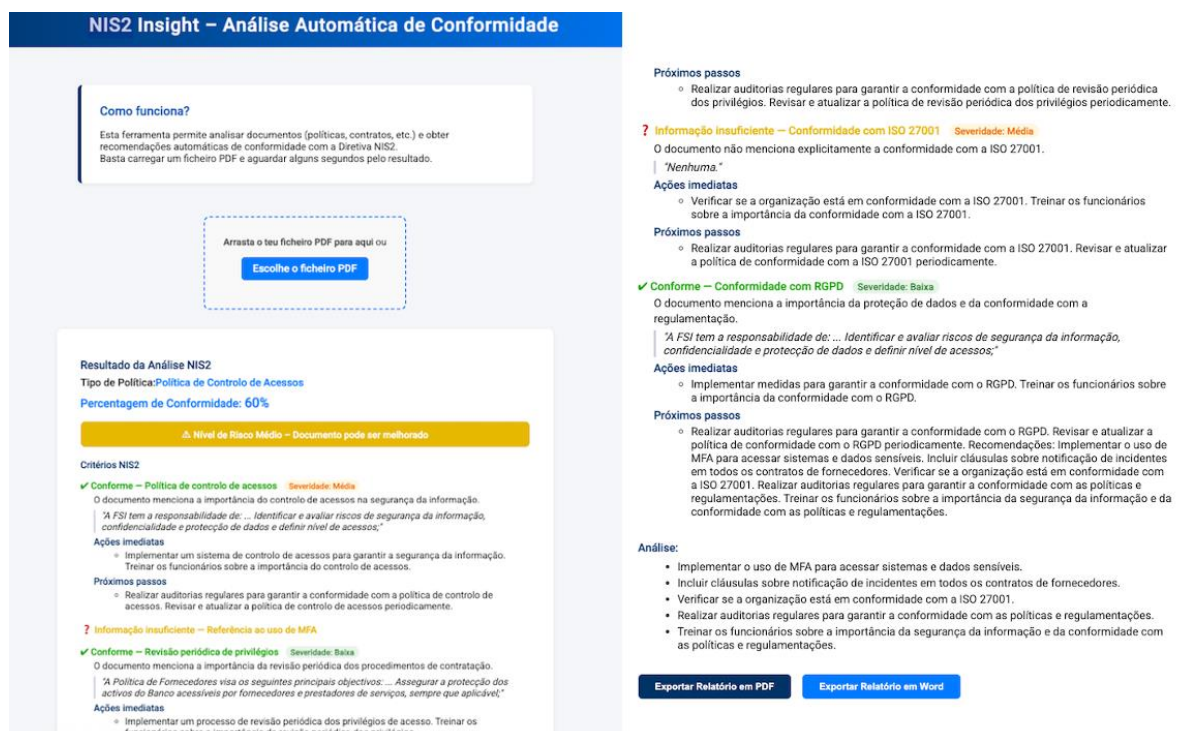 NIS2 Insight – Análise Automática de Conformidade
Como funciona?
Esta ferramenta permite analisar documentos (políticas, contratos, etc.) e obter
recomendações automáticas de conformidade com a Diretiva NIS2.
Basta carregar um ficheiro PDF e aguardar alguns segundos pelo resultado.
Arrasta o teu ficheiro PDF para aqui ou
Escolhe o ficheiro PDF
Resultado da Análise NIS2
Tipo de Política:Política de Controlo de Acessos
Percentagem de Conformidade: 60%
⚠ Nível de Risco Médio – Documento pode ser melhorado
Critérios NIS2
✔ Conforme — Política de controlo de acessos Severidade: Média
O documento menciona a importância do controlo de acessos na segurança da informação.
"A FSI tem a responsabilidade de: ... Identificar e avaliar riscos de segurança da informação,
confidencialidade e protecção de dados e definir nível de acessos;"
Ações imediatas
Implementar um sistema de controlo de acessos para garantir a segurança da informação.
Treinar os funcionários sobre a importância do controlo de acessos.
Próximos passos
Realizar auditorias regulares para garantir a conformidade com a política de controlo de
acessos. Revisar e atualizar a política de controlo de acessos periodicamente.
❓ Informação insuficiente — Referência ao uso de MFA
✔ Conforme — Revisão periódica de privilégios Severidade: Baixa
O documento menciona a importância da revisão periódica dos procedimentos de contratação.
"A Política de Fornecedores visa os seguintes principais objectivos: ... Assegurar a protecção dos
activos do Banco acessíveis por fornecedores e prestadores de serviços, sempre que aplicável;"
Ações imediatas
Implementar um processo de revisão periódica dos privilégios de acesso. Treinar os
funcionários sobre a importância da revisão periódica dos privilégios.
Próximos passos
Realizar auditorias regulares para garantir a conformidade com a política de revisão periódica
dos privilégios. Revisar e atualizar a política de revisão periódica dos privilégios periodicamente.
❓ Informação insuficiente — Conformidade com ISO 27001 Severidade: Média
O documento não menciona explicitamente a conformidade com a ISO 27001.
"Nenhuma."
Ações imediatas
Verificar se a organização está em conformidade com a ISO 27001. Treinar os funcionários
sobre a importância da conformidade com a ISO 27001.
Próximos passos
Realizar auditorias regulares para garantir a conformidade com a ISO 27001. Revisar e atualizar
a política de conformidade com a ISO 27001 periodicamente.
✔ Conforme — Conformidade com RGPD Severidade: Baixa
O documento menciona a importância da proteção de dados e da conformidade com a
regulamentação.
"A FSI tem a responsabilidade de: ... Identificar e avaliar riscos de segurança da informação,
confidencialidade e protecção de dados e definir nível de acessos;"
Ações imediatas
Implementar medidas para garantir a conformidade com o RGPD. Treinar os funcionários sobre
a importância da conformidade com o RGPD.
Próximos passos
Realizar auditorias regulares para garantir a conformidade com o RGPD. Revisar e atualizar a
política de conformidade com o RGPD periodicamente. Recomendações: Implementar o uso de
MFA para acessar sistemas e dados sensíveis. Incluir cláusulas sobre notificação de incidentes
em todos os contratos de fornecedores. Verificar se a organização está em conformidade com
a ISO 27001. Realizar auditorias regulares para garantir a conformidade com as políticas e
regulamentações. Treinar os funcionários sobre a importância da segurança da informação e da
conformidade com as políticas e regulamentações.
Análise:
Implementar o uso de MFA para acessar sistemas e dados sensíveis.
Incluir cláusulas sobre notificação de incidentes em todos os contratos de fornecedores.
Verificar se a organização está em conformidade com a ISO 27001.
Realizar auditorias regulares para garantir a conformidade com as políticas e regulamentações.
Treinar os funcionários sobre a importância da segurança da informação e da conformidade com
as políticas e regulamentações.
Exportar Relatório em PDF
Exportar Relatório em Word